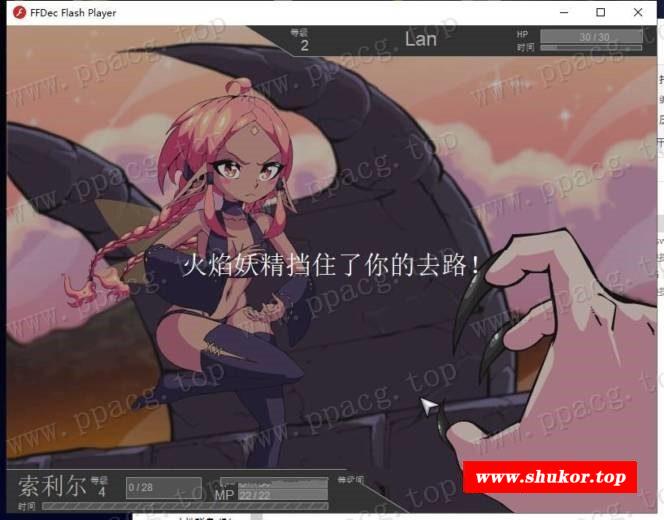 FFDec Flash Player
等级
2
Lan
HP
30 / 30
时间
火焰妖精挡住了你的去路!
www.ppacg.top
www.shukor.top
索利尔
等级
4
0 / 28
MP
22 / 22
时间